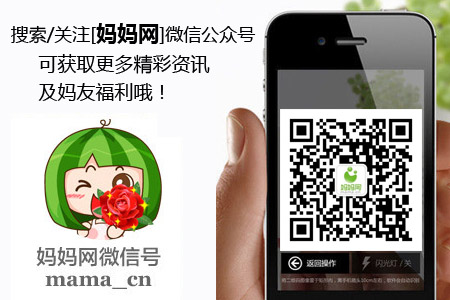 搜索/关注[妈妈网]微信公众号
可获取更多精彩资讯
及妈友福利哦！
妈妈网微信号
mama_cn
妈妈网
返回操作
闪光灯 / 关